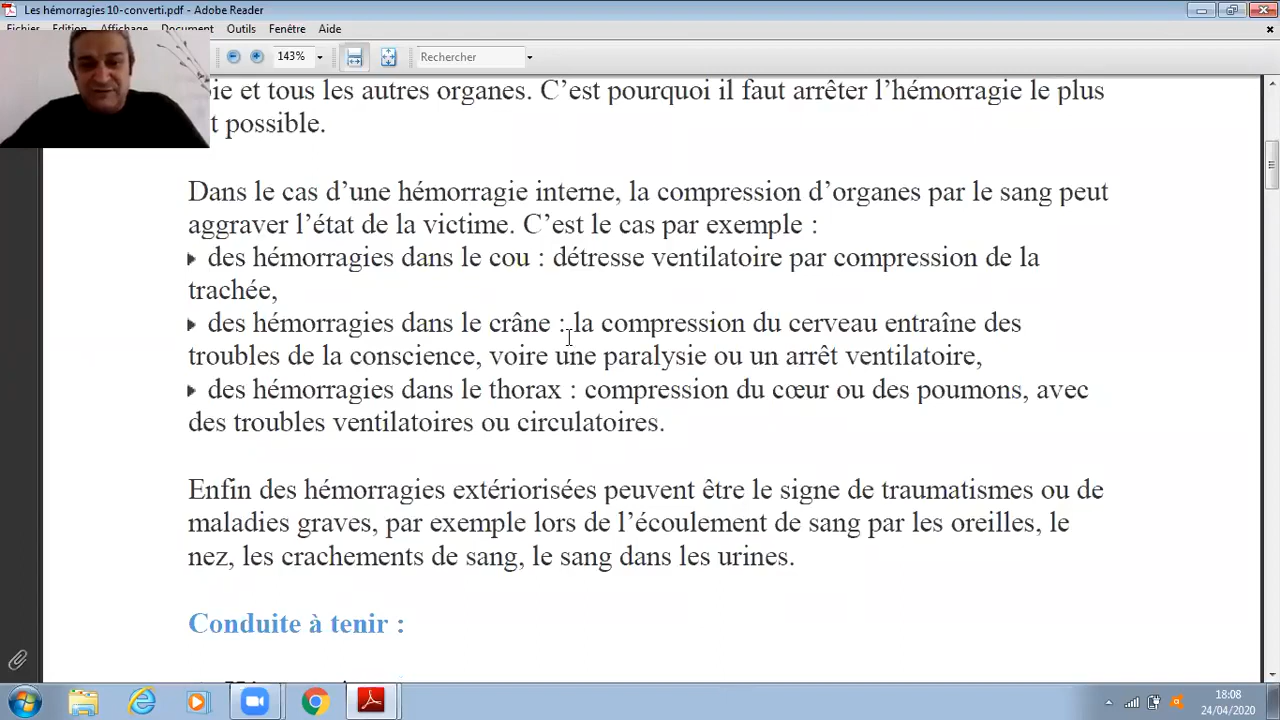 Les hémorragies 10-converti.pdf - Adobe Reader
Fichier Edition Affichage Document Outils Fenêtre Aide
143% Rechercher
et tous les autres organes. C’est pourquoi il faut arrêter l’hémorragie le plus
possible.
Dans le cas d’une hémorragie interne, la compression d’organes par le sang peut
aggraver l’état de la victime. C’est le cas par exemple :
des hémorragies dans le cou : détresse ventilatoire par compression de la
trachée,
des hémorragies dans le crâne : la compression du cerveau entraîne des
troubles de la conscience, voire une paralysie ou un arrêt ventilatoire,
des hémorragies dans le thorax : compression du cœur ou des poumons, avec
des troubles ventilatoires ou circulatoires.
Enfin des hémorragies extériorisées peuvent être le signe de traumatismes ou de
maladies graves, par exemple lors de l’écoulement de sang par les oreilles, le
nez, les crachements de sang, le sang dans les urines.
Conduite à tenir :
18:08
24/04/2020